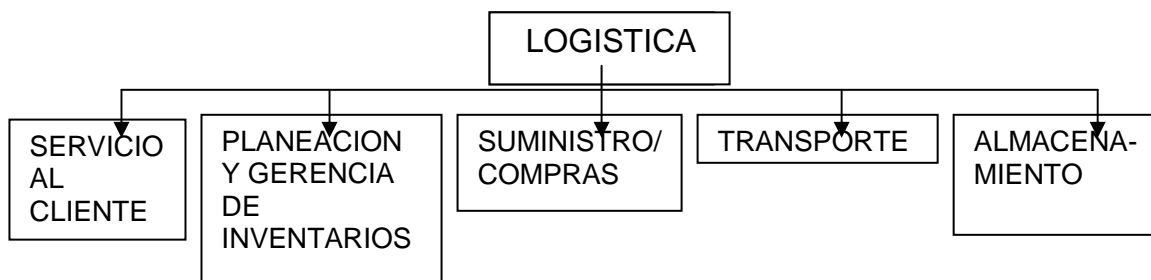 LOGISTICA
SERVICIO
AL
CLIENTE
PLANEACION
Y GERENCIA
DE
INVENTARIOS
SUMINISTRO/
COMPRAS
TRANSPORTE
ALMACENA-
MIENTO